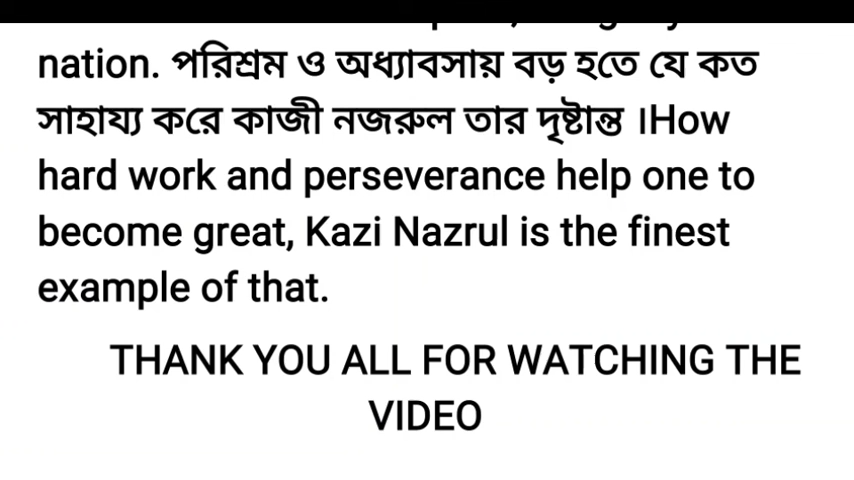 nation. পরিশ্রম ও অধ্যাবসায় বড় হতে যে কত
সাহায্য করে কাজী নজরুল তার দৃষ্টান্ত ।How
hard work and perseverance help one to
become great, Kazi Nazrul is the finest
example of that.
THANK YOU ALL FOR WATCHING THE
VIDEO